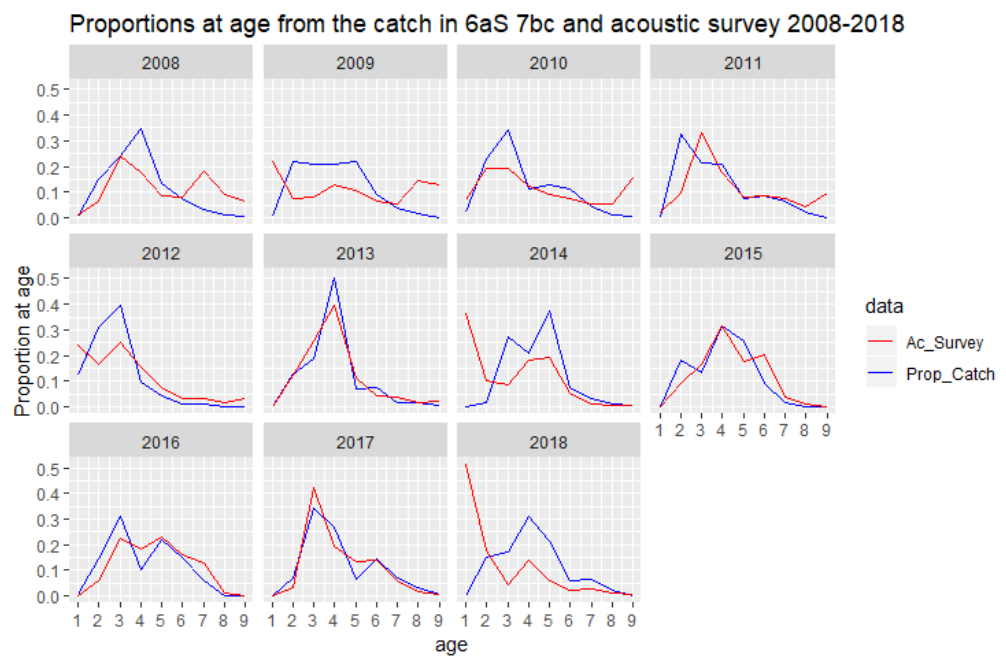 Proportions at age from the catch in 6aS 7bc and acoustic survey 2008-2018
2008 2009 2010 2011
0.5
0.4
0.3
0.2
0.1
0.0
2012 2013 2014 2015
0.5
0.4
0.3
0.2
0.1
0.0
1 2 3 4 5 6 7 8 9
2016 2017 2018
0.5
0.4
0.3
0.2
0.1
0.0
1 2 3 4 5 6 7 8 9 1 2 3 4 5 6 7 8 9 1 2 3 4 5 6 7 8 9
age
Proportion at age
data
Ac_Survey
Prop_Catch